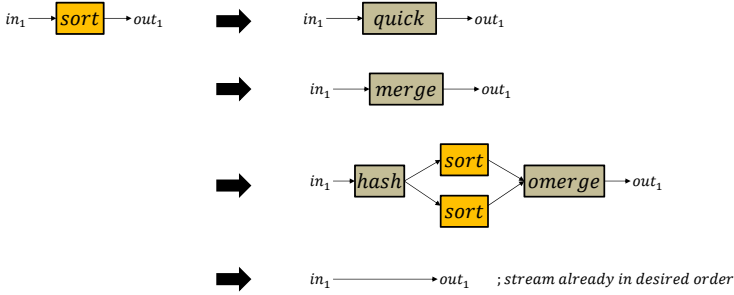 in₁ sort out₁ in₁ quick out₁
in₁ merge out₁
sort
in₁ hash omerge out₁
sort
in₁ out₁ ; stream already in desired order